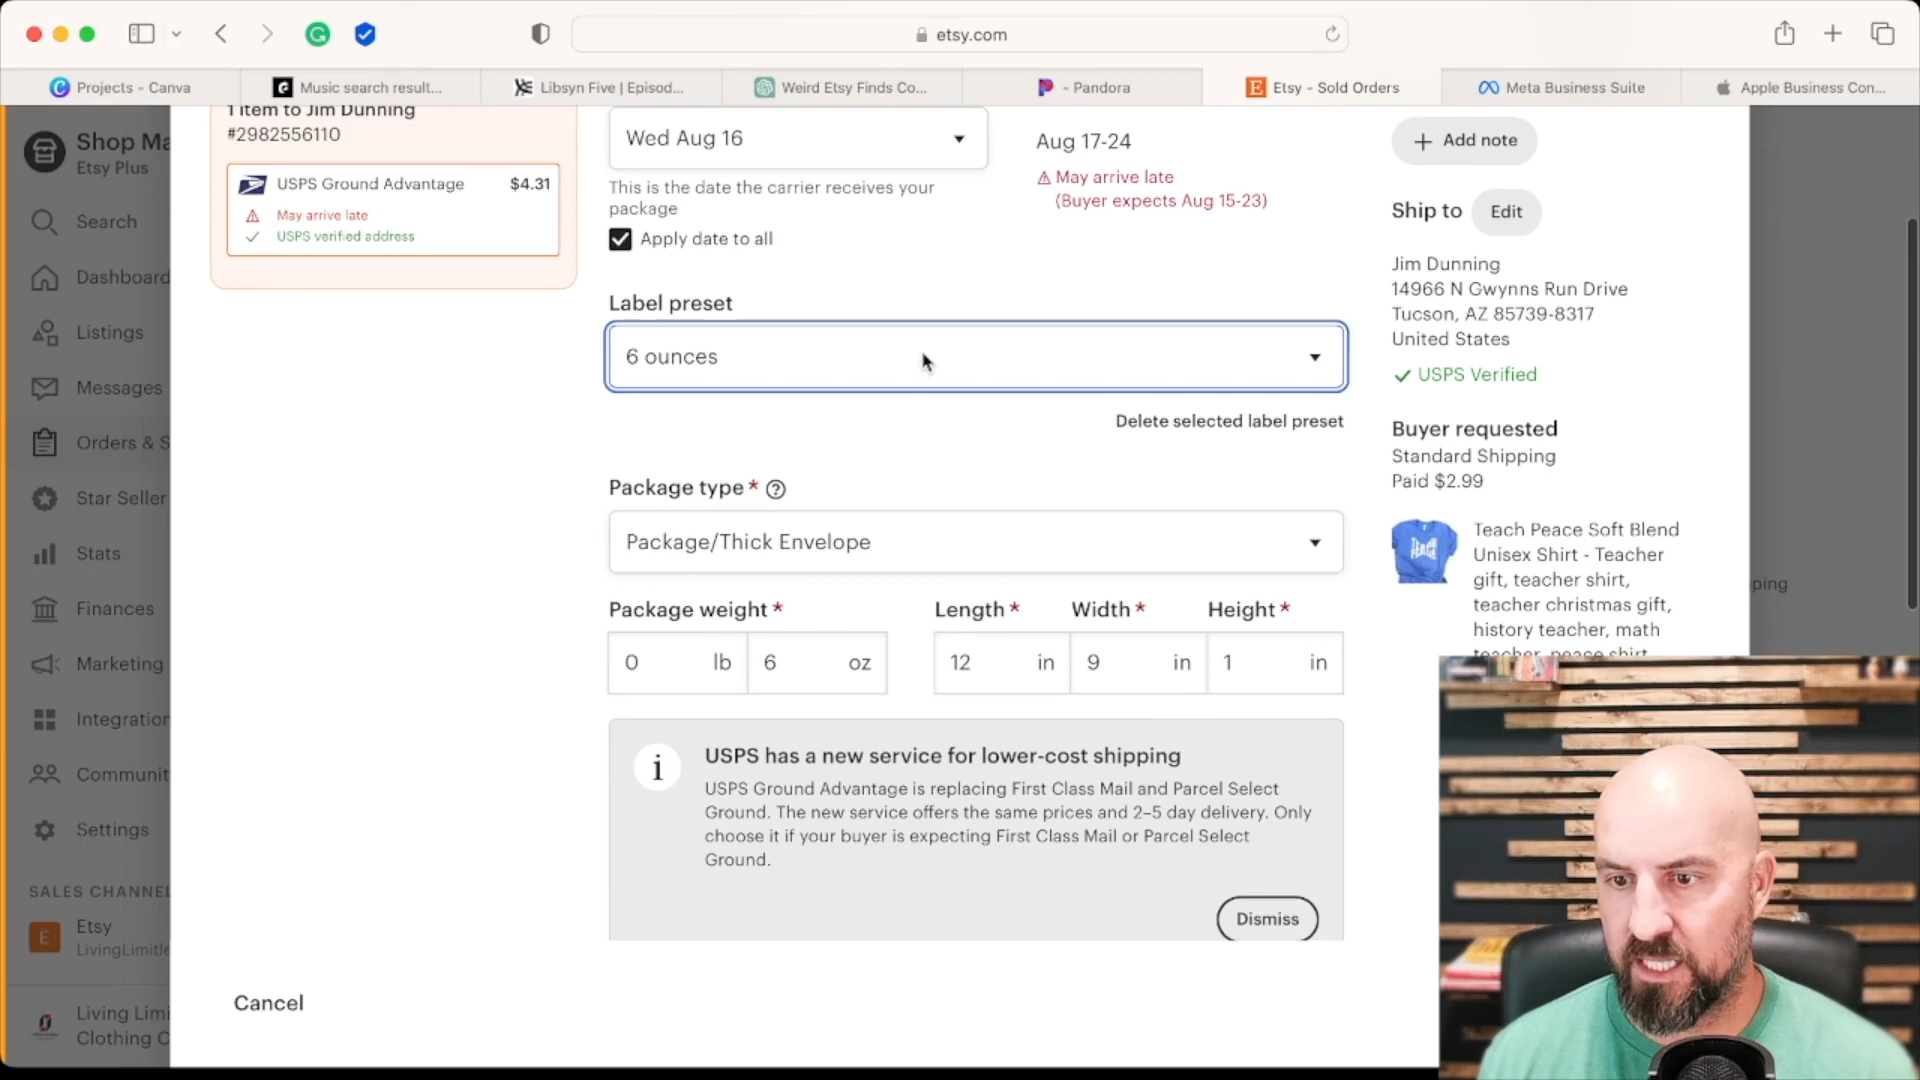 etsy.com
Projects - Canva
Music search result...
Libsyn Five | Episod...
Weird Etsy Finds Co...
- Pandora
Etsy - Sold Orders
Meta Business Suite
Apple Business Con...
Shop Ma
Etsy Plus
Search
Dashboard
Listings
Messages
Orders & S
Star Seller
Stats
Finances
Marketing
Integration
Communit
Settings
SALES CHANNEL
E
Etsy
LivingLimitle
Living Limi
Clothing C
1 item to Jim Dunning
#2982556110
USPS Ground Advantage $4.31
May arrive late
USPS verified address
Wed Aug 16
This is the date the carrier receives your
package
Apply date to all
Aug 17-24
May arrive late
(Buyer expects Aug 15-23)
Label preset
6 ounces
Delete selected label preset
Package type *
Package/Thick Envelope
Package weight * Length * Width * Height *
0 lb 6 oz 12 in 9 in 1 in
USPS has a new service for lower-cost shipping
USPS Ground Advantage is replacing First Class Mail and Parcel Select
Ground. The new service offers the same prices and 2–5 day delivery. Only
choose it if your buyer is expecting First Class Mail or Parcel Select
Ground.
Dismiss
Cancel
Add note
Ship to Edit
Jim Dunning
14966 N Gwynns Run Drive
Tucson, AZ 85739-8317
United States
USPS Verified
Buyer requested
Standard Shipping
Paid $2.99
TEACH PEACE
Teach Peace Soft Blend
Unisex Shirt - Teacher
gift, teacher shirt,
teacher christmas gift,
history teacher, math
teacher, peace shirt
ping